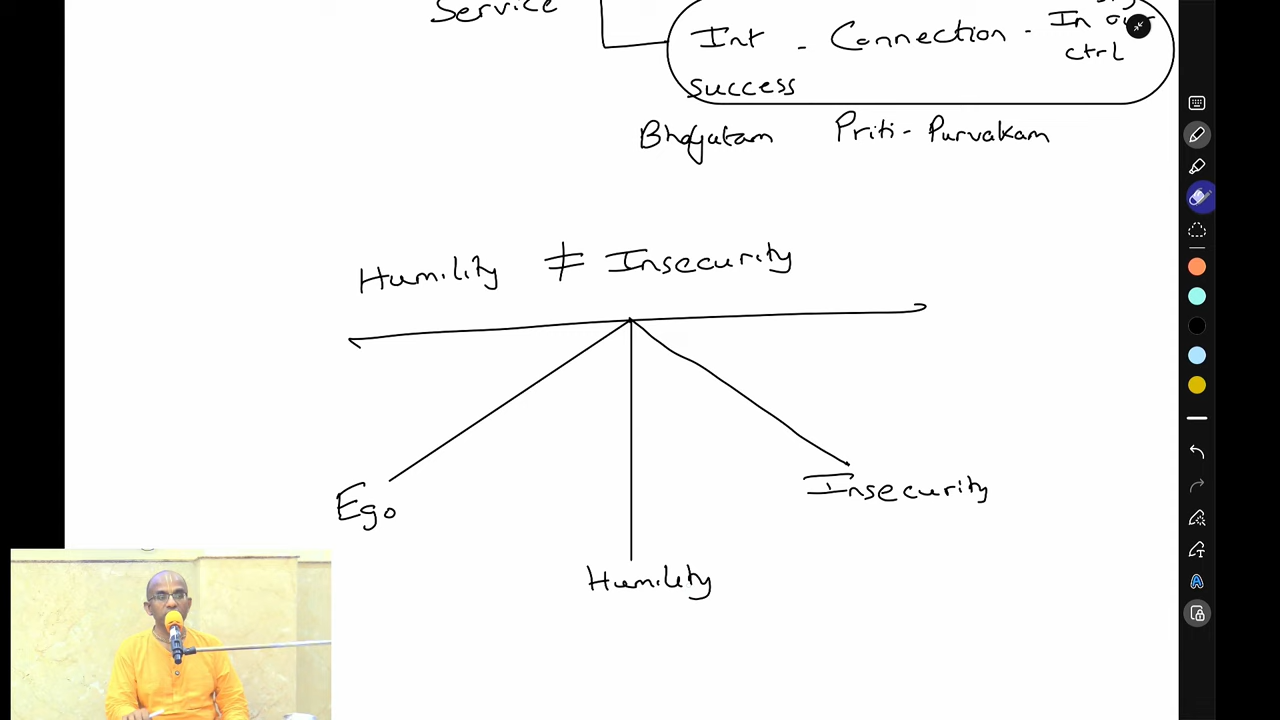 Service
Int - Connection - In our
ctrl
success
Bhajatam Priti - Purvakam
Humility ≠ Insecurity
Ego
Insecurity
Humility